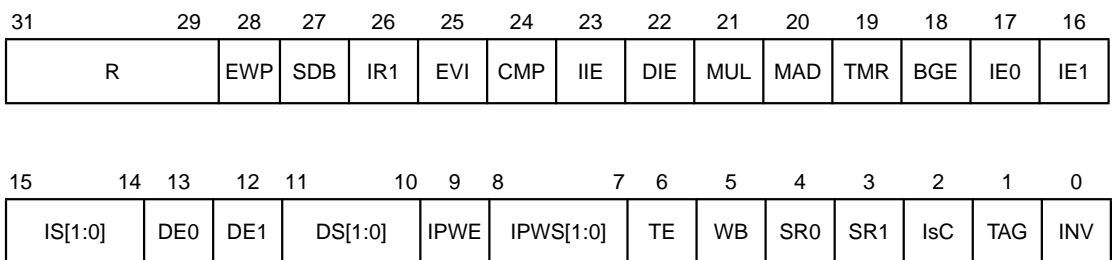 31 29 28 27 26 25 24 23 22 21 20 19 18 17 16
R EWP SDB IR1 EVI CMP IIE DIE MUL MAD TMR BGE IE0 IE1
15 14 13 12 11 10 9 8 7 6 5 4 3 2 1 0
IS[1:0] DE0 DE1 DS[1:0] IPWE IPWS[1:0] TE WB SR0 SR1 IsC TAG INV